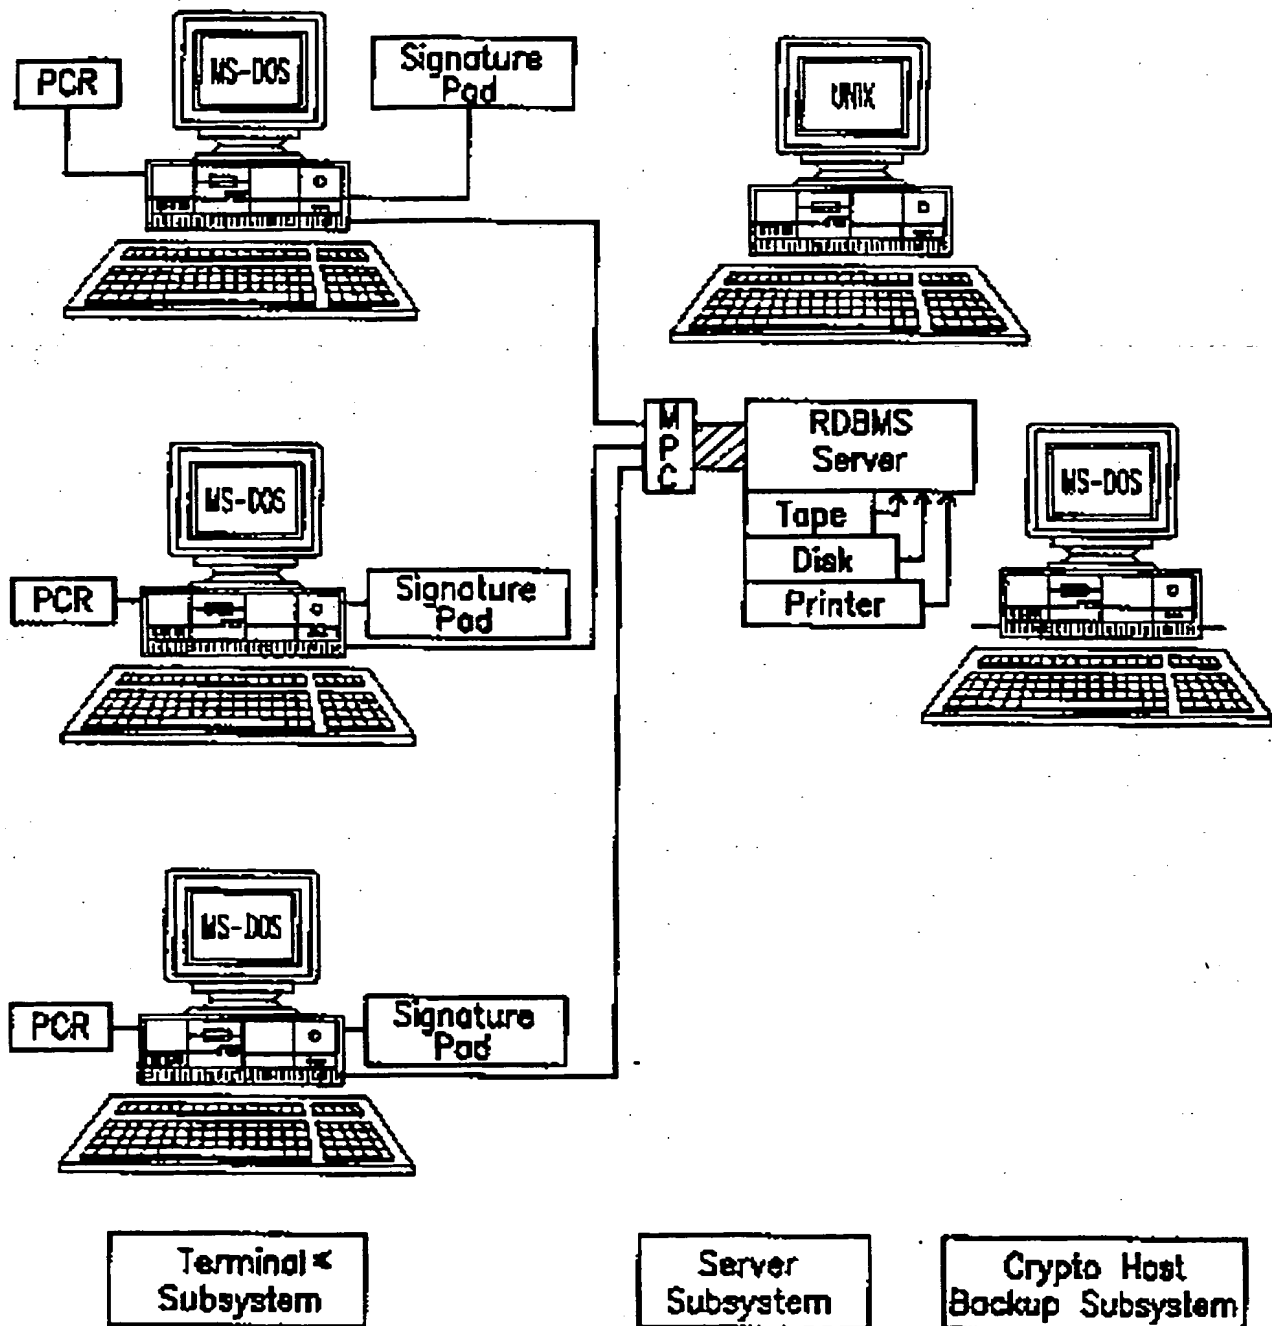 PCR
MS-DOS
Signature
Pad
UNIX
MPC
RDBMS
Server
Tape
Disk
Printer
MS-DOS
MS-DOS
PCR
Signature
Pad
MS-DOS
PCR
Signature
Pad
Terminal
Subsystem
Server
Subsystem
Crypto Host
Backup Subsystem